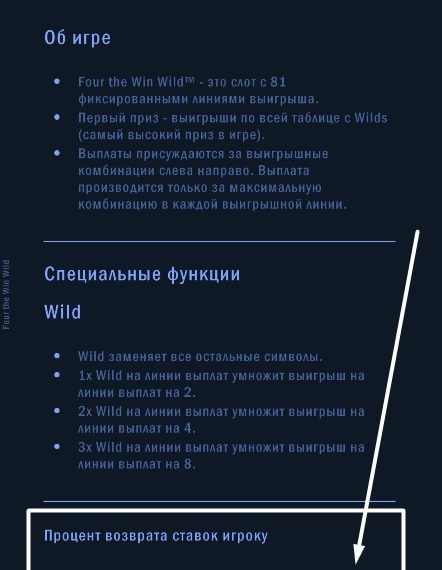 Об игре
Four the Win Wild™ - это слот с 81
фиксированными линиями выигрыша.
Первый приз - выигрыши по всей таблице с Wilds
(самый высокий приз в игре).
Выплаты присуждаются за выигрышные
комбинации слева направо. Выплата
производится только за максимальную
комбинацию в каждой выигрышной линии.
Специальные функции
Wild
Four the Win Wild
Wild заменяет все остальные символы.
1x Wild на линии выплат умножит выигрыш на
линии выплат на 2.
2x Wild на линии выплат умножит выигрыш на
линии выплат на 4.
3x Wild на линии выплат умножит выигрыш на
линии выплат на 8.
Процент возврата ставок игроку